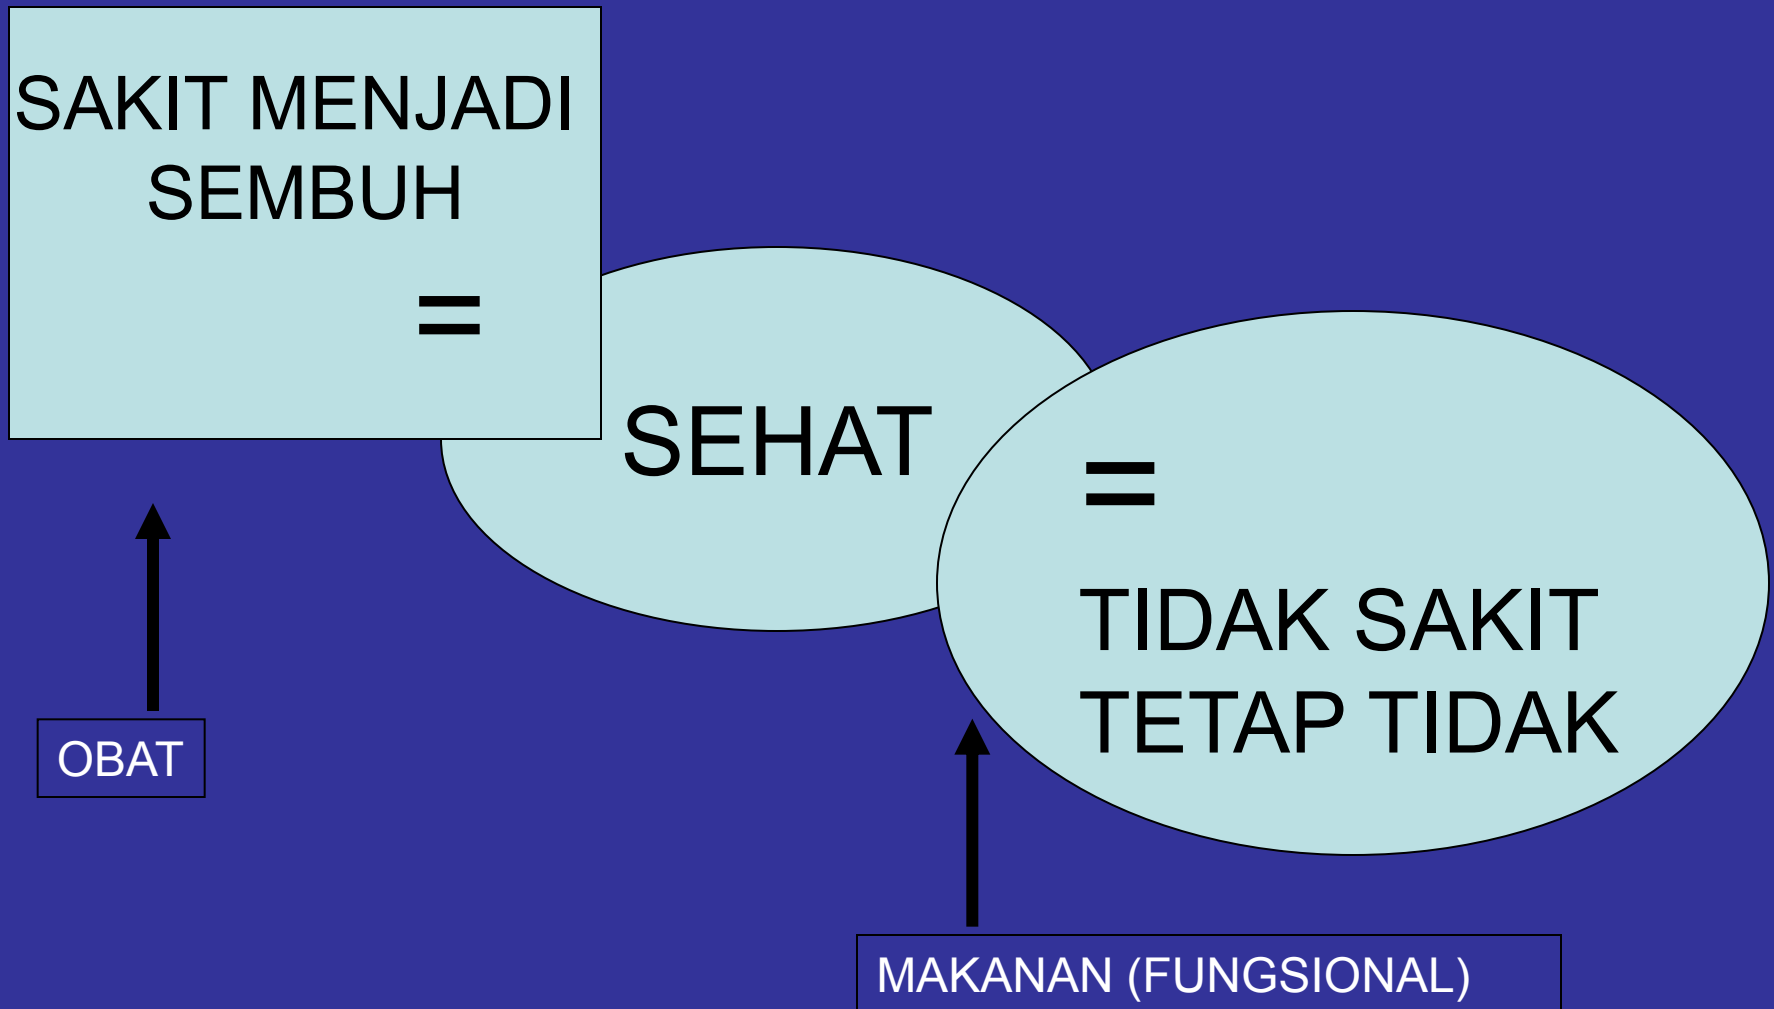 SAKIT MENJADI
SEMBUH
=
SEHAT
=
TIDAK SAKIT
TETAP TIDAK
OBAT
MAKANAN (FUNGSIONAL)